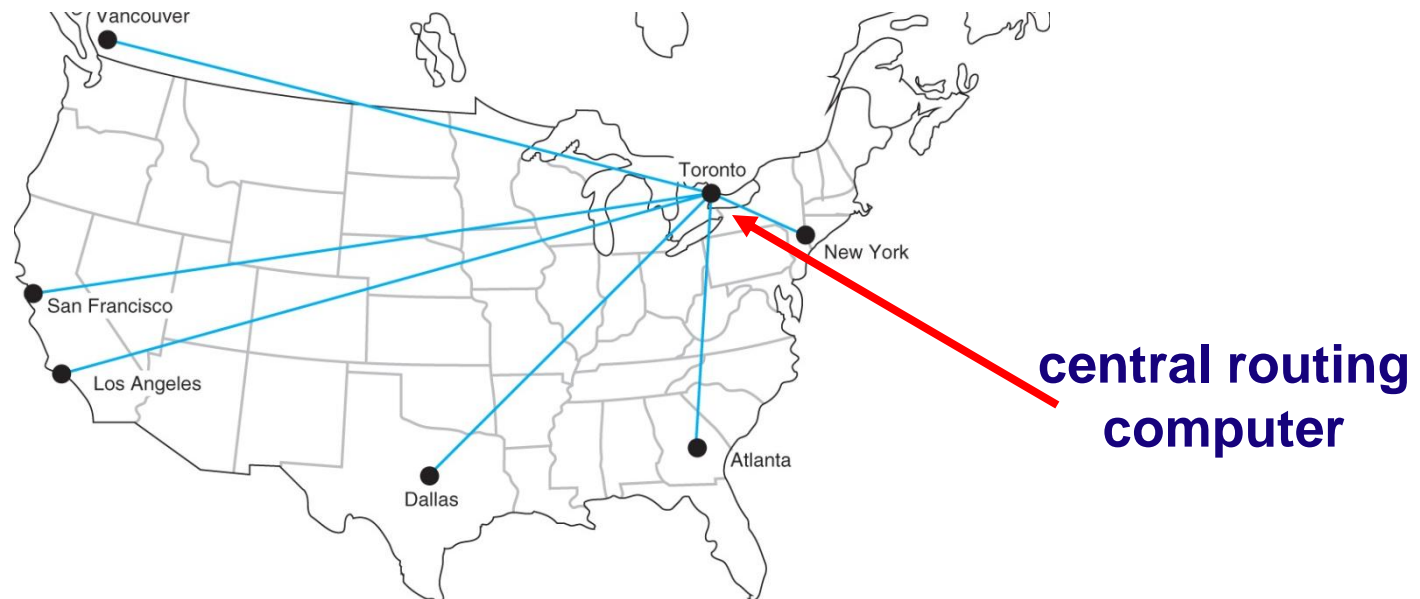 Vancouver
Toronto
New York
San Francisco
Los Angeles
Dallas
Atlanta
central routing
computer